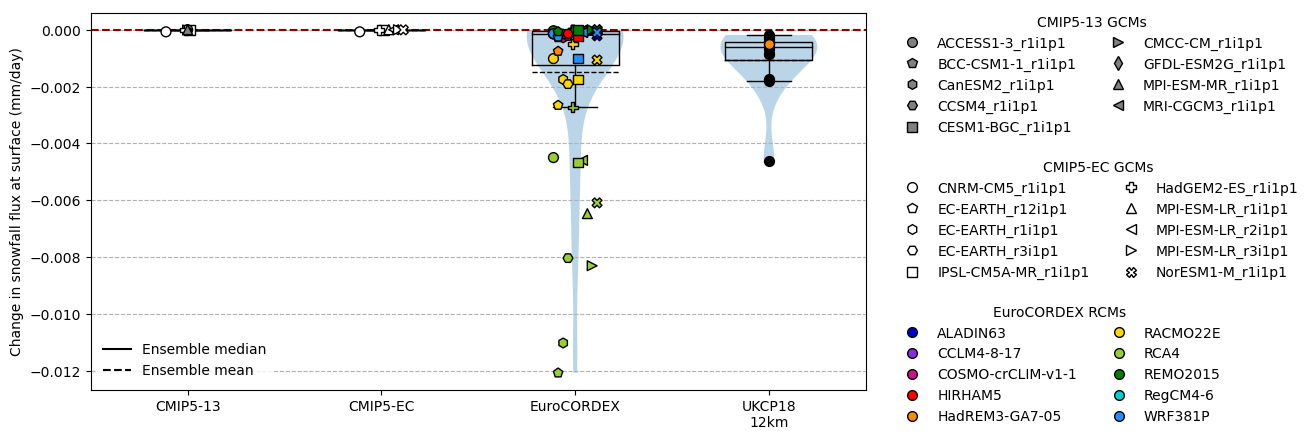 Change in snowfall flux at surface (mm/day)
0.000
−0.002
−0.004
−0.006
−0.008
−0.010
−0.012
Ensemble median
Ensemble mean
CMIP5-13
CMIP5-EC
EuroCORDEX
UKCP18
12km
CMIP5-13 GCMs
ACCESS1-3_r1i1p1
BCC-CSM1-1_r1i1p1
CanESM2_r1i1p1
CCSM4_r1i1p1
CESM1-BGC_r1i1p1
CMCC-CM_r1i1p1
GFDL-ESM2G_r1i1p1
MPI-ESM-MR_r1i1p1
MRI-CGCM3_r1i1p1
CMIP5-EC GCMs
CNRM-CM5_r1i1p1
EC-EARTH_r12i1p1
EC-EARTH_r1i1p1
EC-EARTH_r3i1p1
IPSL-CM5A-MR_r1i1p1
HadGEM2-ES_r1i1p1
MPI-ESM-LR_r1i1p1
MPI-ESM-LR_r2i1p1
MPI-ESM-LR_r3i1p1
NorESM1-M_r1i1p1
EuroCORDEX RCMs
ALADIN63
CCLM4-8-17
COSMO-crCLIM-v1-1
HIRHAM5
HadREM3-GA7-05
RACMO22E
RCA4
REMO2015
RegCM4-6
WRF381P